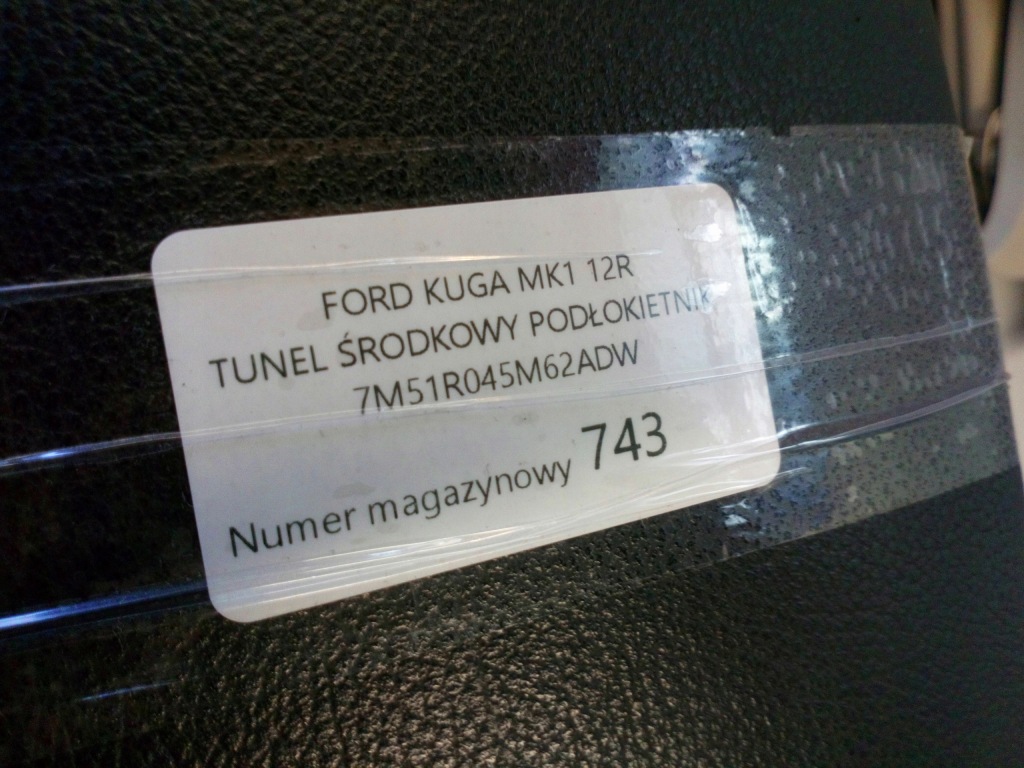 FORD KUGA MK1 12R
TUNEL ŚRODKOWY PODŁOKIETNIK
7M51R045M62ADW
Numer magazynowy 743